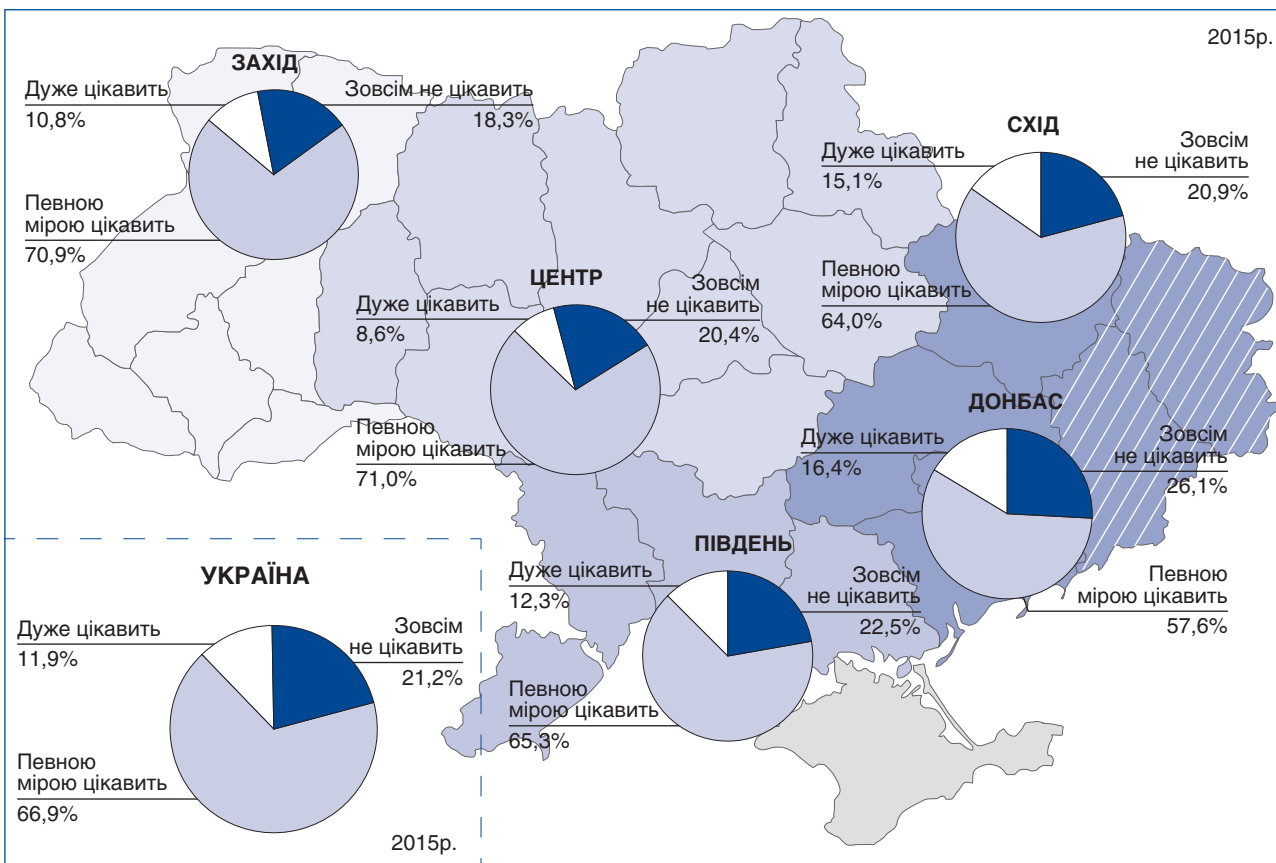 2015р.
ЗАХІД
Дуже цікавить
10,8%
Зовсім не цікавить
18,3%
Певною
мірою цікавить
70,9%
СХІД
Дуже цікавить
15,1%
Зовсім
не цікавить
20,9%
Певною
мірою цікавить
64,0%
ЦЕНТР
Дуже цікавить
8,6%
Зовсім
не цікавить
20,4%
Певною
мірою цікавить
71,0%
ДОНБАС
Дуже цікавить
16,4%
Зовсім
не цікавить
26,1%
Певною
мірою цікавить
57,6%
ПІВДЕНЬ
Дуже цікавить
12,3%
Зовсім
не цікавить
22,5%
Певною
мірою цікавить
65,3%
УКРАЇНА
Дуже цікавить
11,9%
Зовсім
не цікавить
21,2%
Певною
мірою цікавить
66,9%
2015р.